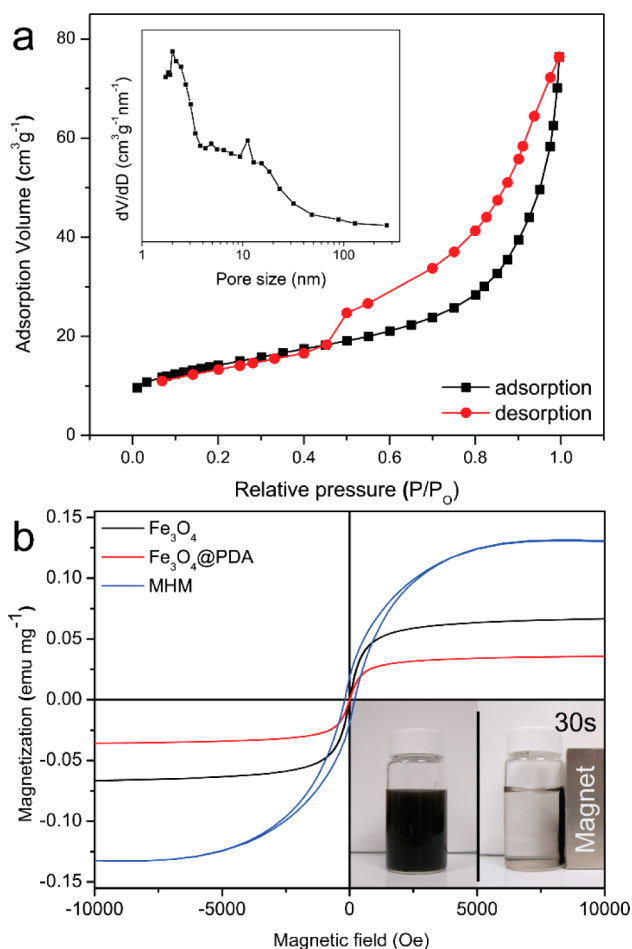 a
80
60
40
20
0
Adsorption Volume (cm³g⁻¹)
dV/dD (cm³g⁻¹nm⁻¹)
1 10 100
Pore size (nm)
adsorption
desorption
0.0 0.2 0.4 0.6 0.8 1.0
Relative pressure (P/P₀)
b
0.15
0.10
0.05
0.00
-0.05
-0.10
-0.15
Magnetization (emu mg⁻¹)
Fe₃O₄
Fe₃O₄@PDA
MHM
30s
Magnet
-10000 -5000 0 5000 10000
Magnetic field (Oe)